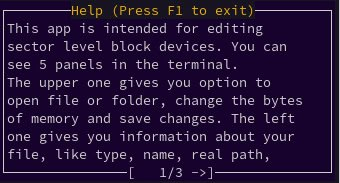 Help (Press F1 to exit)
This app is intended for editing
sector level block devices. You can
see 5 panels in the terminal.
The upper one gives you option to
open file or folder, change the bytes
of memory and save changes. The left
one gives you information about your
file, like type, name, real path,
[ 1/3 ->]